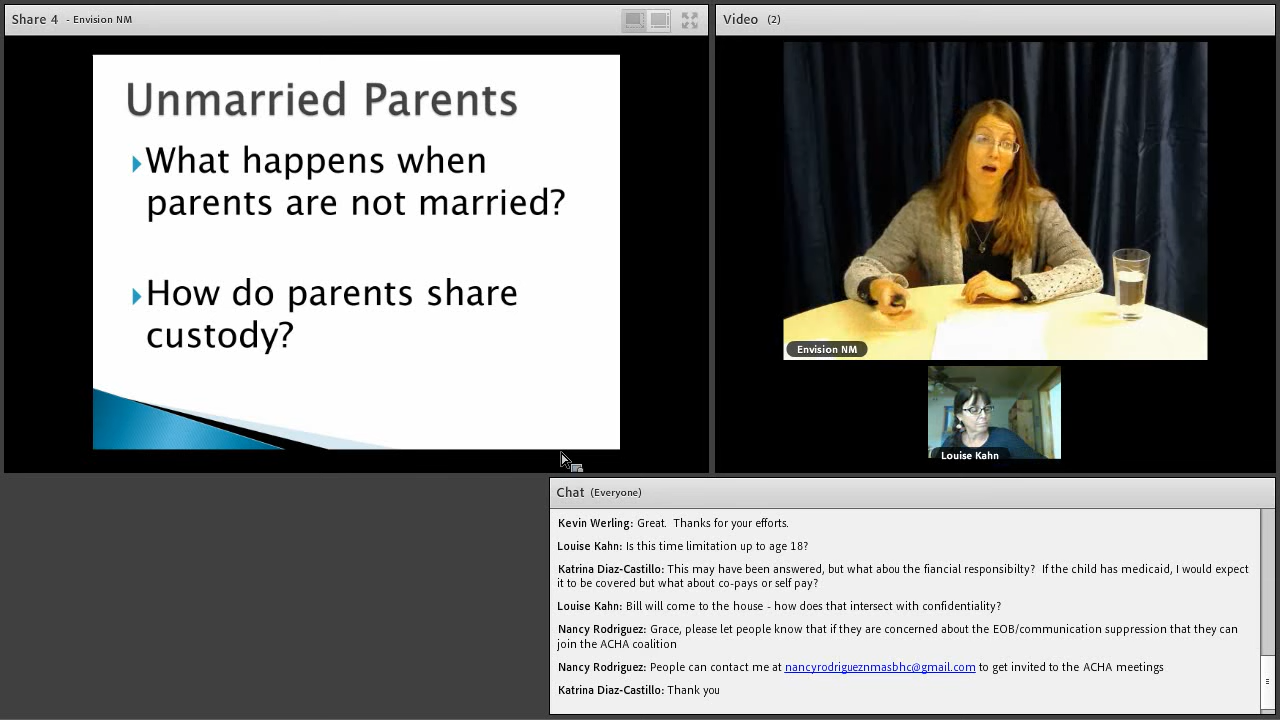 Share 4 - Envision NM
Unmarried Parents
What happens when
parents are not married?
How do parents share
custody?
Video (2)
Envision NM
Louise Kahn
Chat (Everyone)
Kevin Werling: Great. Thanks for your efforts.
Louise Kahn: Is this time limitation up to age 18?
Katrina Diaz-Castillo: This may have been answered, but what abou the fiancial responsibilty? If the child has medicaid, I would expect
it to be covered but what about co-pays or self pay?
Louise Kahn: Bill will come to the house - how does that intersect with confidentiality?
Nancy Rodriguez: Grace, please let people know that if they are concerned about the EOB/communication suppression that they can
join the ACHA coalition
Nancy Rodriguez: People can contact me at nancyrodrigueznmasbhc@gmail.com to get invited to the ACHA meetings
Katrina Diaz-Castillo: Thank you